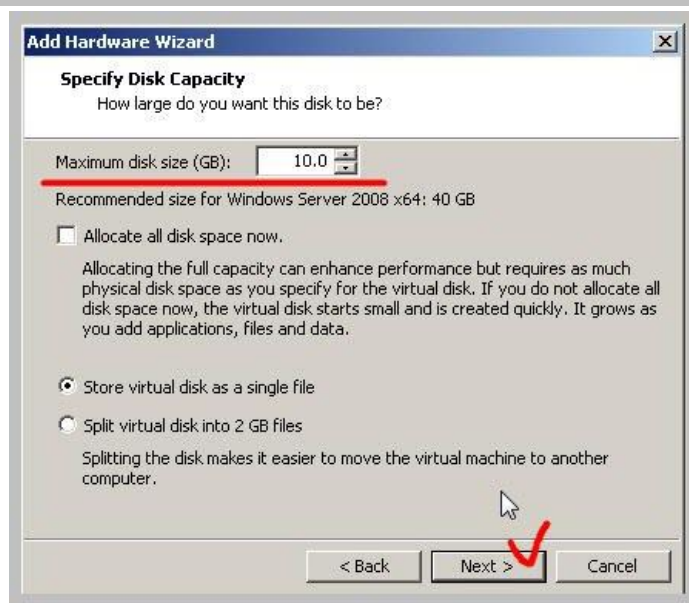 Add Hardware Wizard
Specify Disk Capacity
How large do you want this disk to be?
Maximum disk size (GB): 10.0
Recommended size for Windows Server 2008 x64: 40 GB
Allocate all disk space now.
Allocating the full capacity can enhance performance but requires as much
physical disk space as you specify for the virtual disk. If you do not allocate all
disk space now, the virtual disk starts small and is created quickly. It grows as
you add applications, files and data.
Store virtual disk as a single file
Split virtual disk into 2 GB files
Splitting the disk makes it easier to move the virtual machine to another
computer.
< Back Next > Cancel